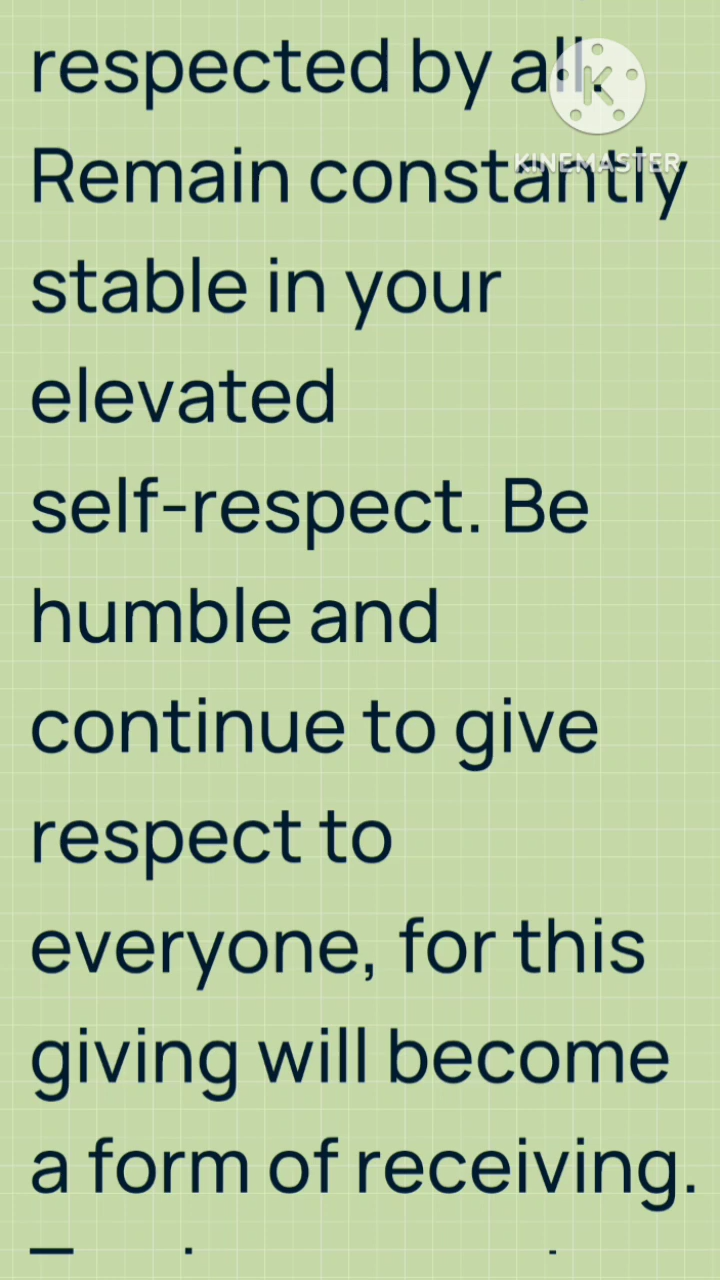 respected by all.
KINEMASTER
Remain constantly
stable in your
elevated
self-respect. Be
humble and
continue to give
respect to
everyone, for this
giving will become
a form of receiving.